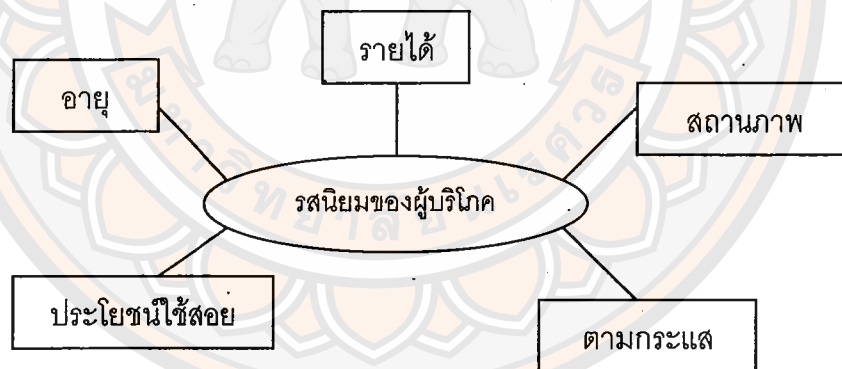 รายได้
อายุ
สถานภาพ
รสนิยมของผู้บริโภค
ประโยชน์ใช้สอย
ตามกระแส